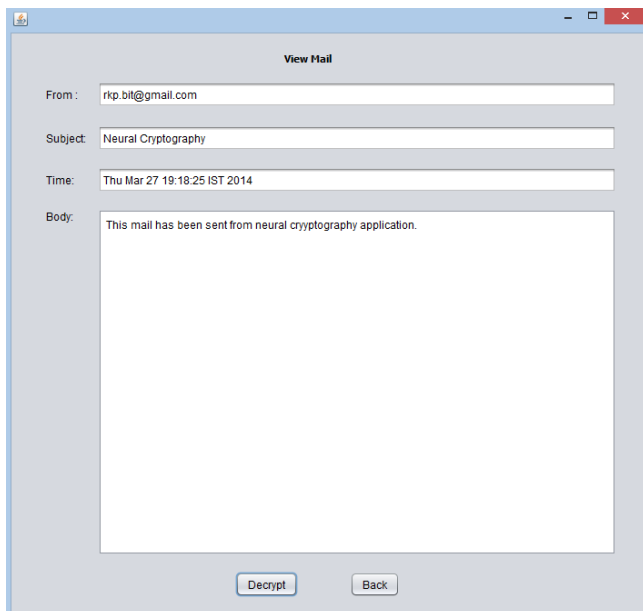 View Mail
From : rkp.bit@gmail.com
Subject: Neural Cryptography
Time: Thu Mar 27 19:18:25 IST 2014
Body: This mail has been sent from neural cryyptography application.
Decrypt Back